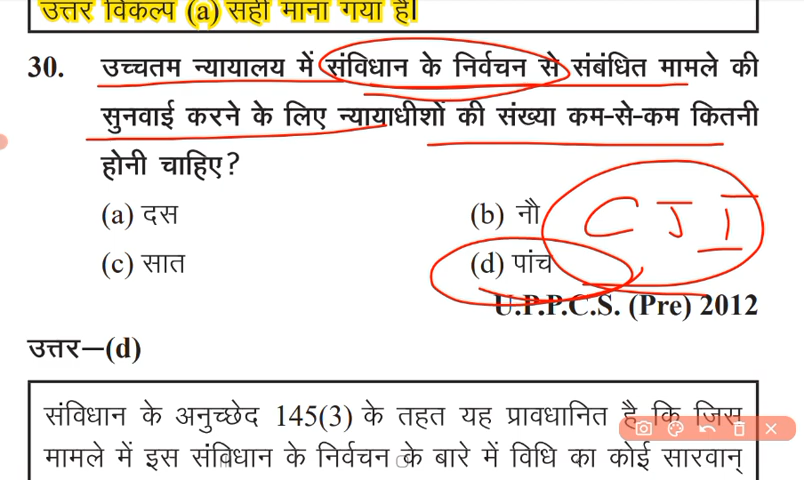 उत्तर विकल्प (a) सही माना गया है।
30. उच्चतम न्यायालय में संविधान के निर्वचन से संबंधित मामले की
सुनवाई करने के लिए न्यायाधीशों की संख्या कम-से-कम कितनी
होनी चाहिए?
(a) दस (b) नौ
CJI
(c) सात (d) पांच
U.P.P.C.S. (Pre) 2012
उत्तर—(d)
संविधान के अनुच्छेद 145(3) के तहत यह प्रावधानित है कि जिस
मामले में इस संविधान के निर्वचन के बारे में विधि का कोई सारवान्